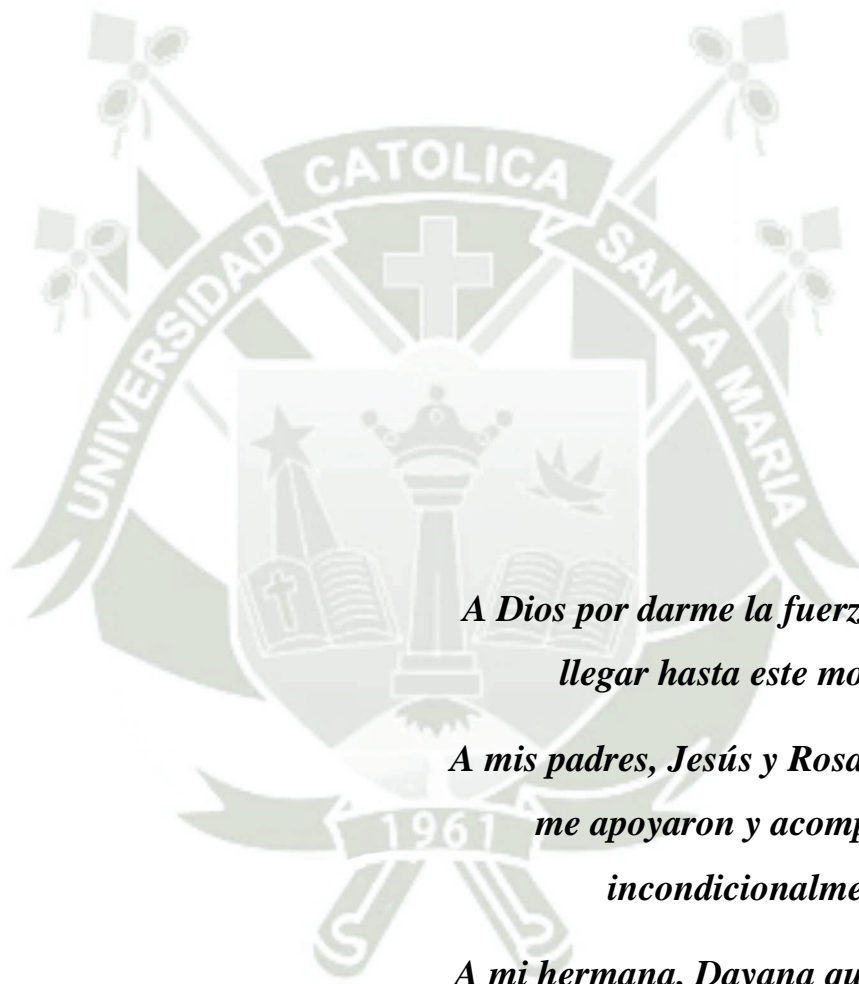 UNIVERSIDAD CATOLICA SANTA MARIA
A Dios por darme la fuerz
llegar hasta este mo
A mis padres, Jesús y Rosa
me apoyaron y acomp
1961
incondicionalme
A mi hermana, Dayana qu